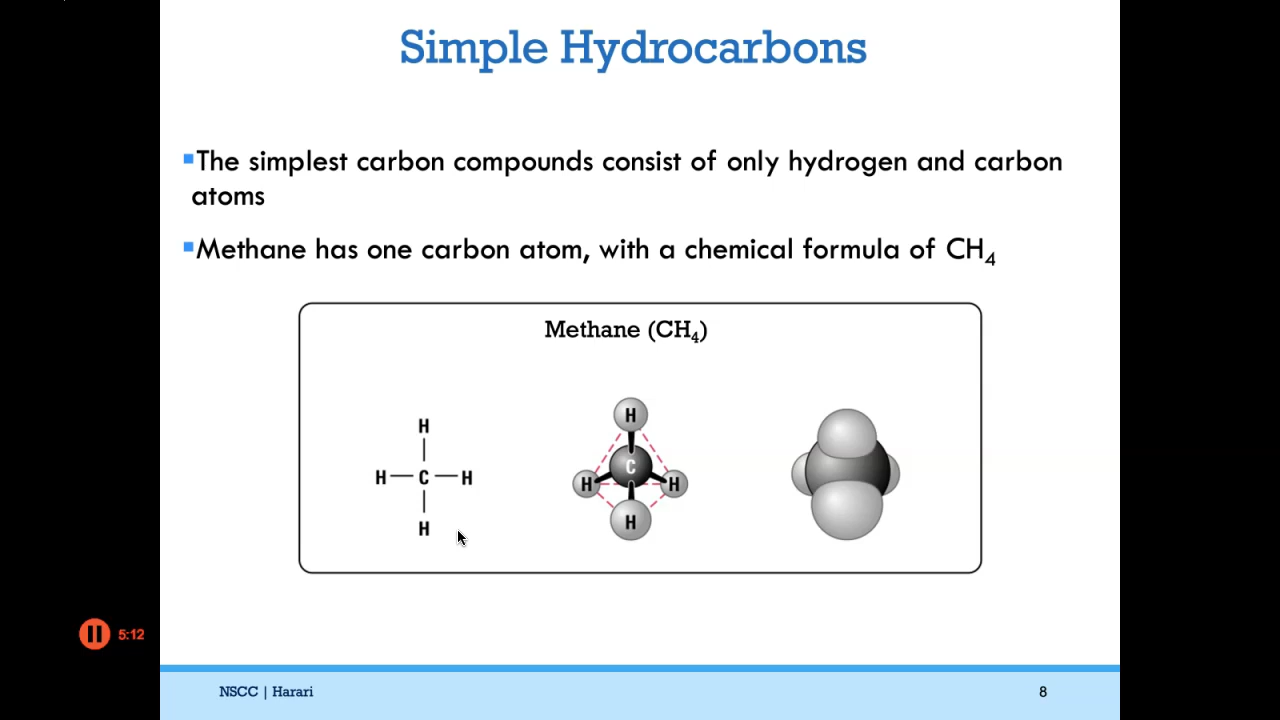 Simple Hydrocarbons
▪The simplest carbon compounds consist of only hydrogen and carbon
atoms
▪Methane has one carbon atom, with a chemical formula of CH₄
Methane (CH₄)
H
H C H
H
H
C
H H
H
5:12
NSCC | Harari
8